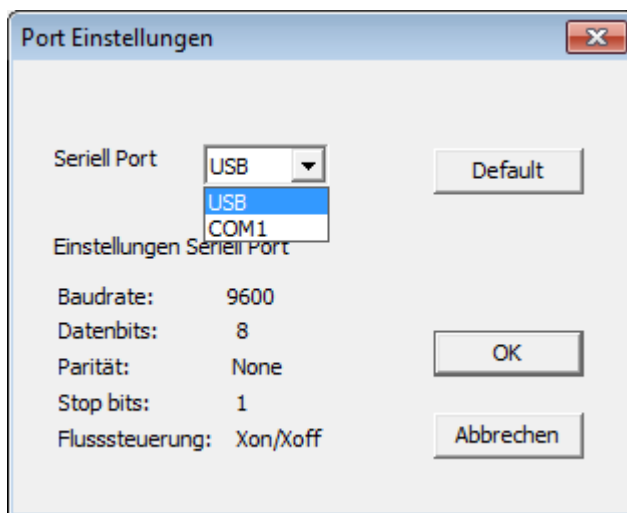 Port Einstellungen
Seriell Port USB Default
USB
COM1
Einstellungen Seriell Port
Baudrate: 9600
Datenbits: 8
Parität: None
OK
Stop bits: 1
Flusssteuerung: Xon/Xoff
Abbrechen